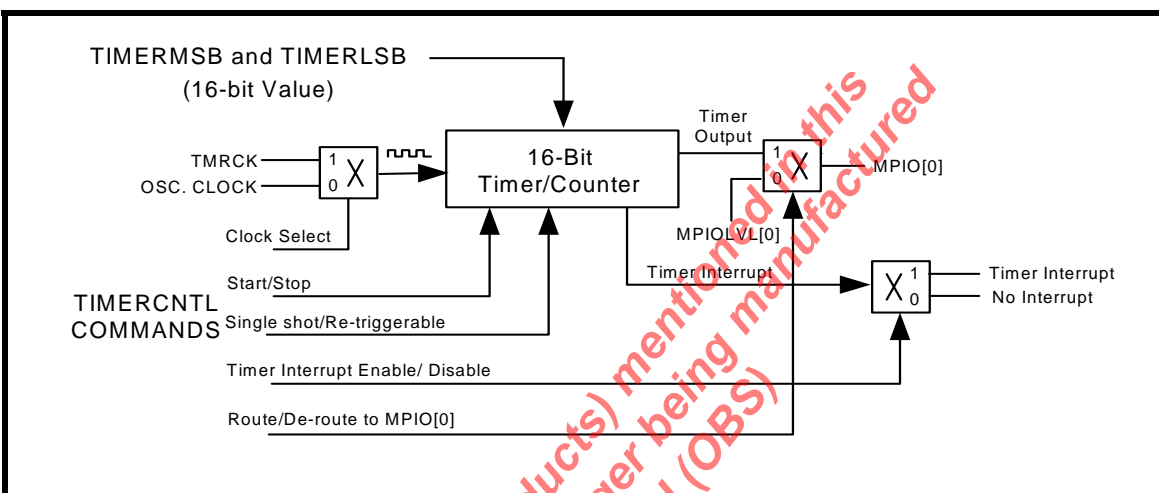 TIMERMSB and TIMERLSB
(16-bit Value)
Timer
Output
TMRCK
OSC. CLOCK
1
0
X
16-Bit
Timer/Counter
1
0
X
MPIO[0]
MPIOLVL[0]
Clock Select
Timer Interrupt
X
1
0
Timer Interrupt
No Interrupt
Start/Stop
TIMERCNTL
COMMANDS
Single shot/Re-triggerable
Timer Interrupt Enable/ Disable
Route/De-route to MPIO[0]
ucts) mentioned in this
ger being manufactured
(OBS)